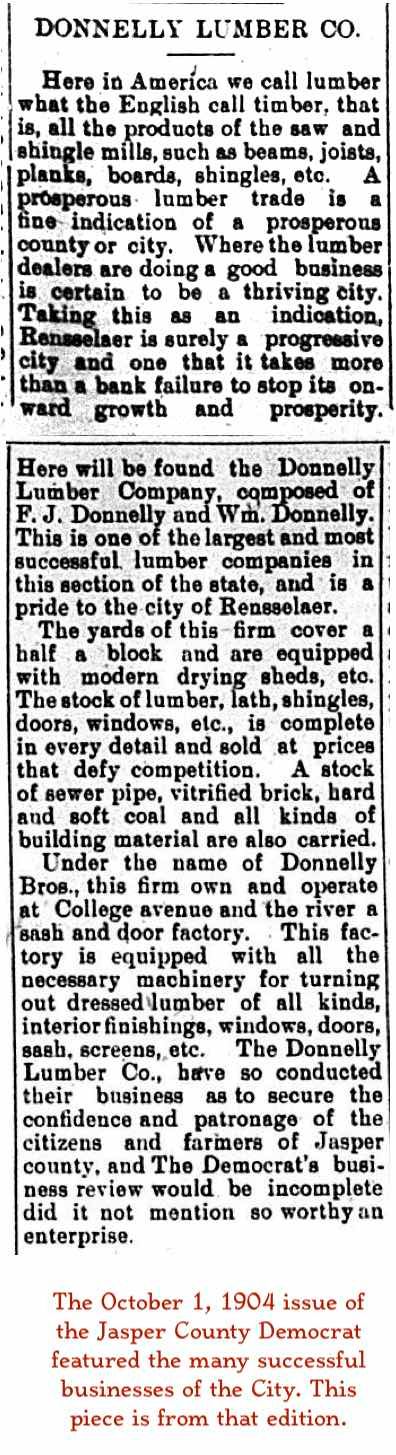 DONNELLY LUMBER CO.
Here in America we call lumber
what the English call timber, that
is, all the products of the saw and
shingle mills, such as beams, joists,
planks, boards, shingles, etc. A
prosperous lumber trade is a
fine indication of a prosperous
county or city. Where the lumber
dealers are doing a good business
is certain to be a thriving city.
Taking this as an indication,
Rensselaer is surely a progressive
city and one that it takes more
than a bank failure to stop its on-
ward growth and prosperity.
Here will be found the Donnelly
Lumber Company, composed of
F. J. Donnelly and Wm. Donnelly.
This is one of the largest and most
successful lumber companies in
this section of the state, and is a
pride to the city of Rensselaer.
The yards of this firm cover a
half a block and are equipped
with modern drying sheds, etc.
The stock of lumber, lath, shingles,
doors, windows, etc., is complete
in every detail and sold at prices
that defy competition. A stock
of sewer pipe, vitrified brick, hard
and soft coal and all kinds of
building material are also carried.
Under the name of Donnelly
Bros., this firm own and operate
at College avenue and the river a
sash and door factory. This fac-
tory is equipped with all the
necessary machinery for turning
out dressed lumber of all kinds,
interior finishings, windows, doors,
sash, screens, etc. The Donnelly
Lumber Co., have so conducted
their business as to secure the
confidence and patronage of the
citizens and farmers of Jasper
county, and The Democrat's busi-
ness review would be incomplete
did it not mention so worthy an
enterprise.
The October 1, 1904 issue of
the Jasper County Democrat
featured the many successful
businesses of the City. This
piece is from that edition.